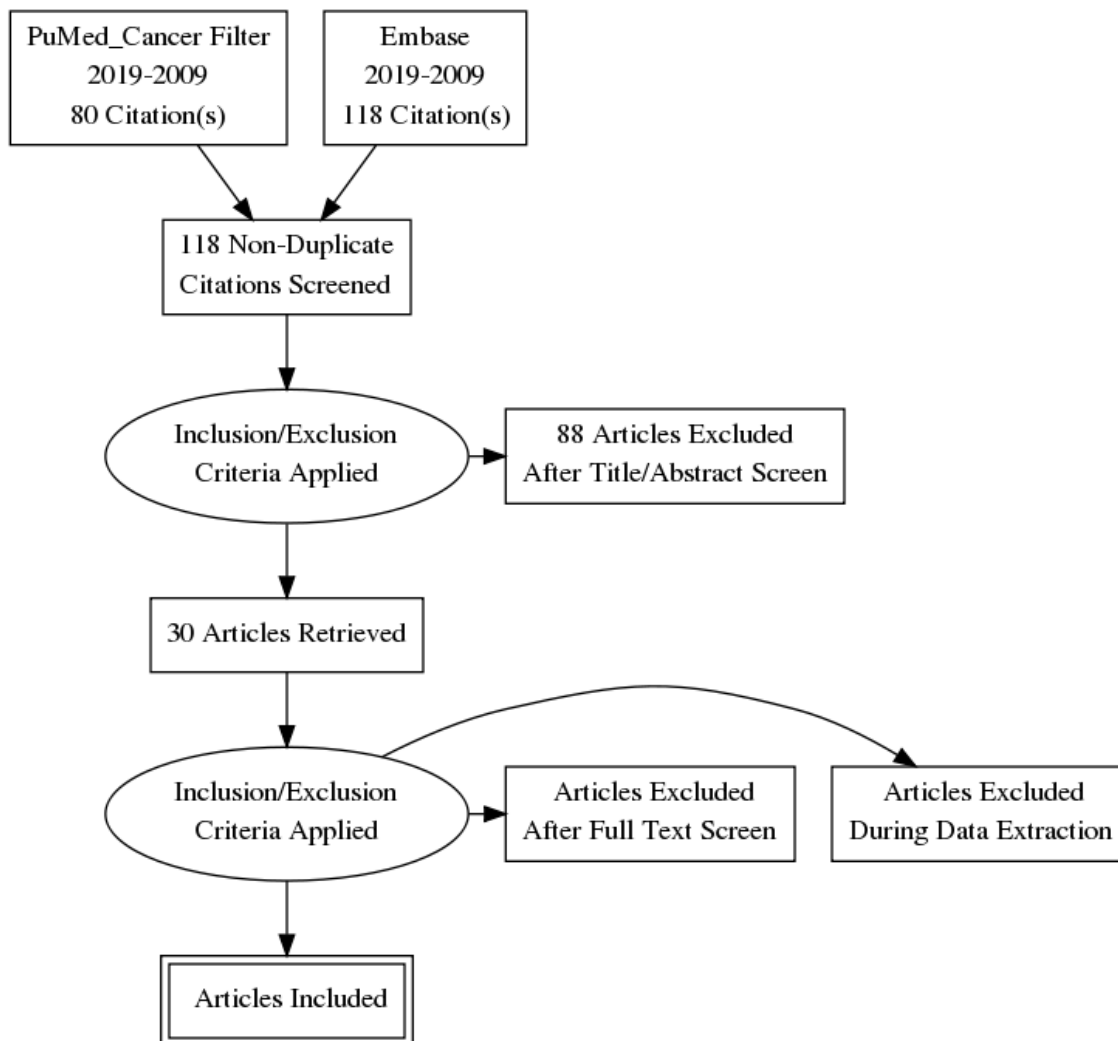 PuMed_Cancer Filter
2019-2009
80 Citation(s)
Embase
2019-2009
118 Citation(s)
118 Non-Duplicate
Citations Screened
Inclusion/Exclusion
Criteria Applied
88 Articles Excluded
After Title/Abstract Screen
30 Articles Retrieved
Inclusion/Exclusion
Criteria Applied
Articles Excluded
After Full Text Screen
Articles Excluded
During Data Extraction
Articles Included